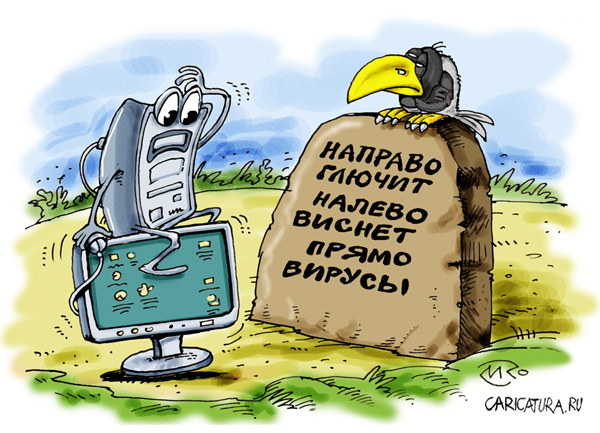 НАПРАВО
ГЛЮЧИТ
НАЛЕВО
ВИСНЕТ
ПРЯМО
ВИРУСЫ
CARICATURA.RU